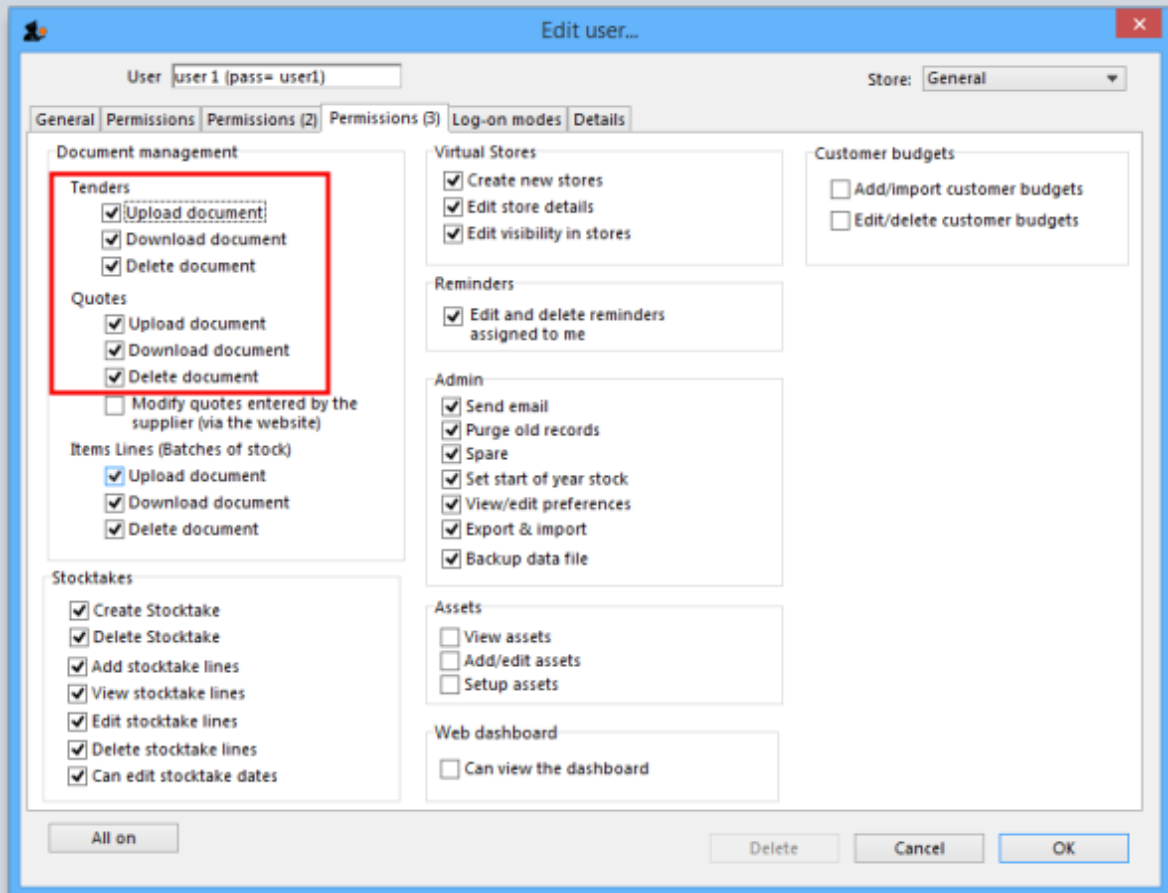 Edit user...
User user 1 (pass= user1)
Store: General
General Permissions Permissions (2) Permissions (3) Log-on modes Details
Document management
Tenders
Upload document
Download document
Delete document
Quotes
Upload document
Download document
Delete document
Modify quotes entered by the
supplier (via the website)
Items Lines (Batches of stock)
Upload document
Download document
Delete document
Stocktakes
Create Stocktake
Delete Stocktake
Add stocktake lines
View stocktake lines
Edit stocktake lines
Delete stocktake lines
Can edit stocktake dates
Virtual Stores
Create new stores
Edit store details
Edit visibility in stores
Reminders
Edit and delete reminders
assigned to me
Admin
Send email
Purge old records
Spare
Set start of year stock
View/edit preferences
Export & import
Backup data file
Assets
View assets
Add/edit assets
Setup assets
Web dashboard
Can view the dashboard
Customer budgets
Add/import customer budgets
Edit/delete customer budgets
All on
Delete
Cancel
OK